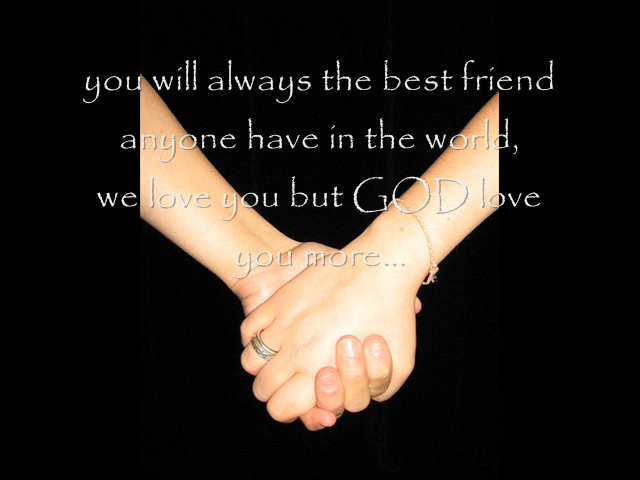 you will always the best friend
anyone have in the world,
we love you but GOD love
you more...